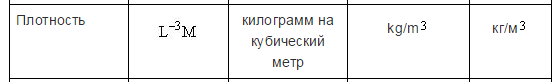 Плотность
L⁻³M
килограмм на
кубический
метр
kg/m³
кг/м³